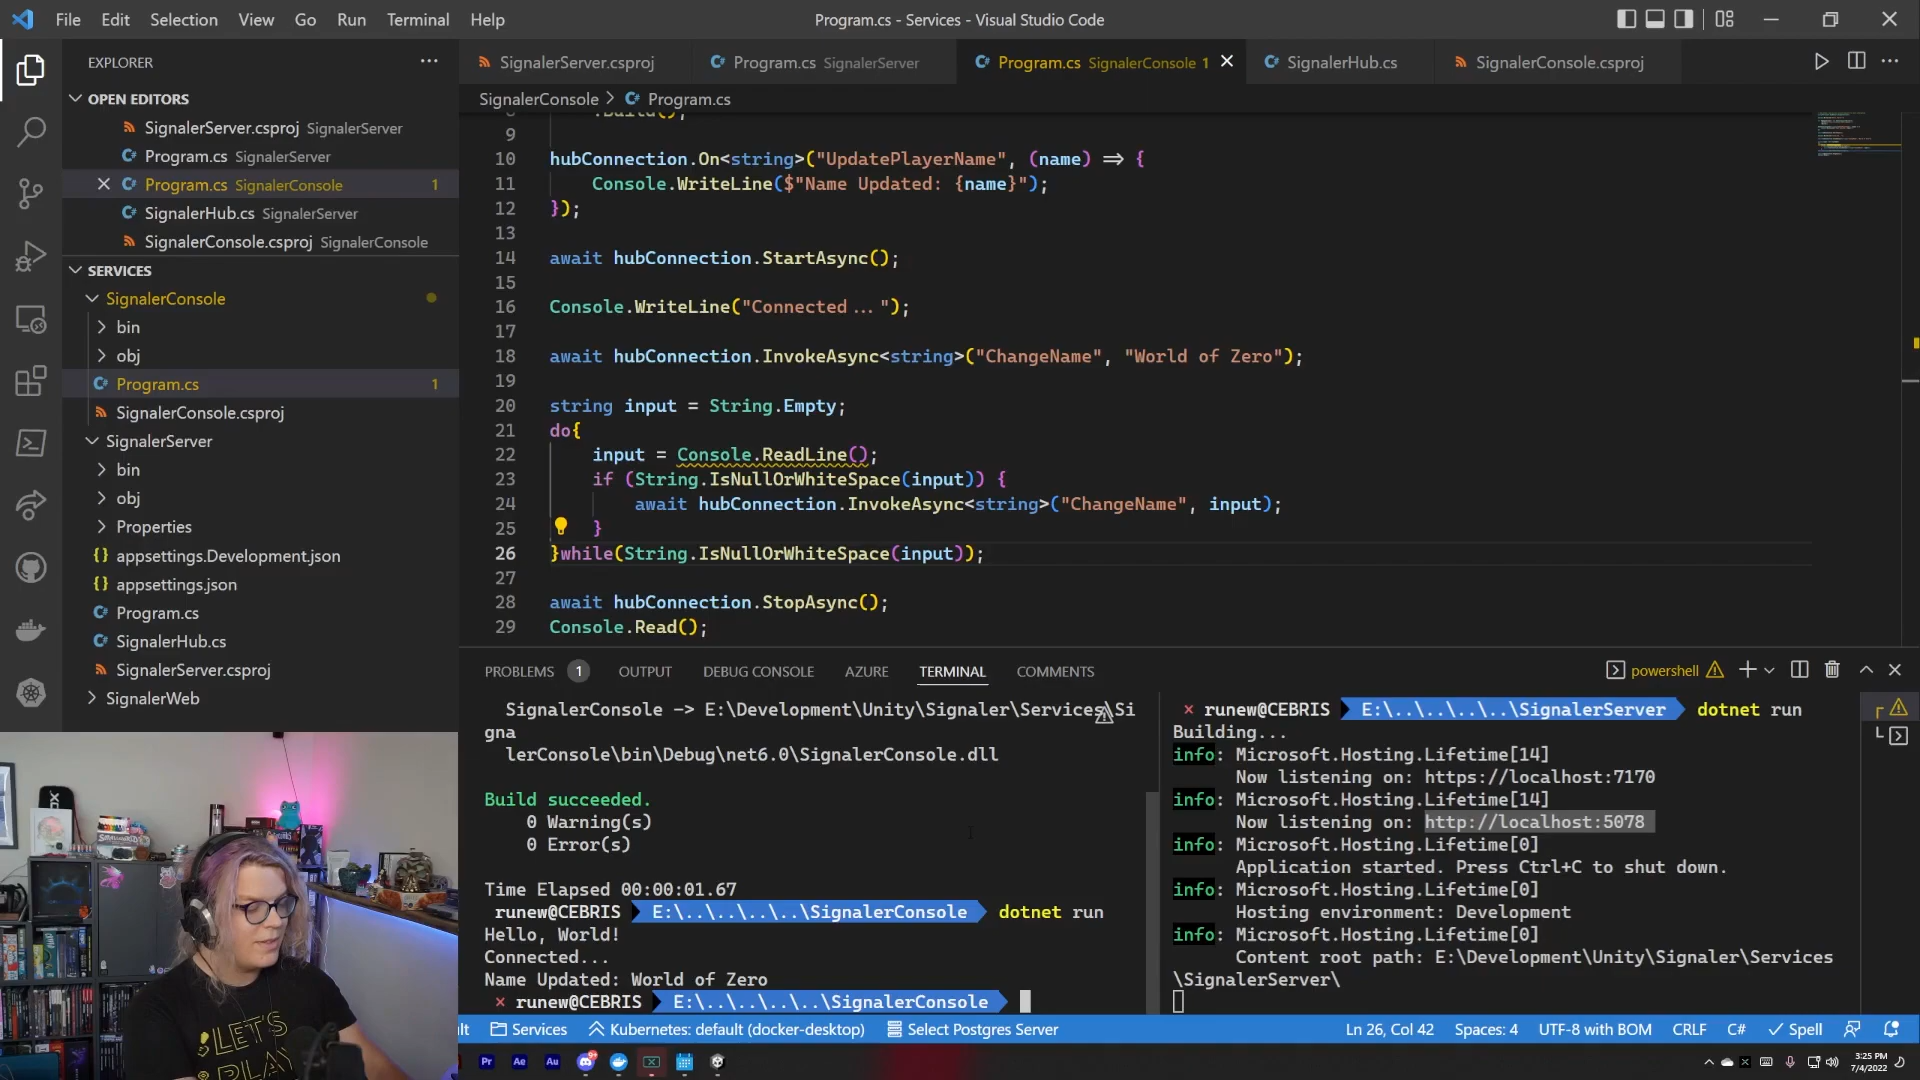 File Edit Selection View Go Run Terminal Help
Program.cs - Services - Visual Studio Code
EXPLORER
OPEN EDITORS
SignalerServer.csproj SignalerServer
Program.cs SignalerServer
Program.cs SignalerConsole 1
SignalerHub.cs SignalerServer
SignalerConsole.csproj SignalerConsole
SERVICES
SignalerConsole
bin
obj
Program.cs 1
SignalerConsole.csproj
SignalerServer
bin
obj
Properties
appsettings.Development.json
appsettings.json
Program.cs
SignalerHub.cs
SignalerServer.csproj
SignalerWeb
SignalerServer.csproj
Program.cs SignalerServer
Program.cs SignalerConsole 1
SignalerHub.cs
SignalerConsole.csproj
SignalerConsole > Program.cs
8 .Build();
9
10 hubConnection.On<string>("UpdatePlayerName", (name) => {
11 Console.WriteLine($"Name Updated: {name}");
12 });
13
14 await hubConnection.StartAsync();
15
16 Console.WriteLine("Connected...");
17
18 await hubConnection.InvokeAsync<string>("ChangeName", "World of Zero");
19
20 string input = String.Empty;
21 do{
22 input = Console.ReadLine();
23 if (String.IsNullOrWhiteSpace(input)) {
24 await hubConnection.InvokeAsync<string>("ChangeName", input);
25 }
26 }while(String.IsNullOrWhiteSpace(input));
27
28 await hubConnection.StopAsync();
29 Console.Read();
PROBLEMS 1 OUTPUT DEBUG CONSOLE AZURE TERMINAL COMMENTS
powershell
SignalerConsole -> E:\Development\Unity\Signaler\Services\Si
gna
lerConsole\bin\Debug\net6.0\SignalerConsole.dll
Build succeeded.
0 Warning(s)
0 Error(s)
Time Elapsed 00:00:01.67
runew@CEBRIS E:\..\..\..\..\SignalerConsole dotnet run
Hello, World!
Connected...
Name Updated: World of Zero
× runew@CEBRIS E:\..\..\..\..\SignalerConsole
× runew@CEBRIS E:\..\..\..\..\SignalerServer dotnet run
Building...
info: Microsoft.Hosting.Lifetime[14]
Now listening on: https://localhost:7170
info: Microsoft.Hosting.Lifetime[14]
Now listening on: http://localhost:5078
info: Microsoft.Hosting.Lifetime[0]
Application started. Press Ctrl+C to shut down.
info: Microsoft.Hosting.Lifetime[0]
Hosting environment: Development
info: Microsoft.Hosting.Lifetime[0]
Content root path: E:\Development\Unity\Signaler\Services
\SignalerServer\
LET'S
PLAY
ult Services Kubernetes: default (docker-desktop) Select Postgres Server
Ln 26, Col 42 Spaces: 4 UTF-8 with BOM CRLF C# Spell
Pr Ae Au
3:25 PM
7/4/2022